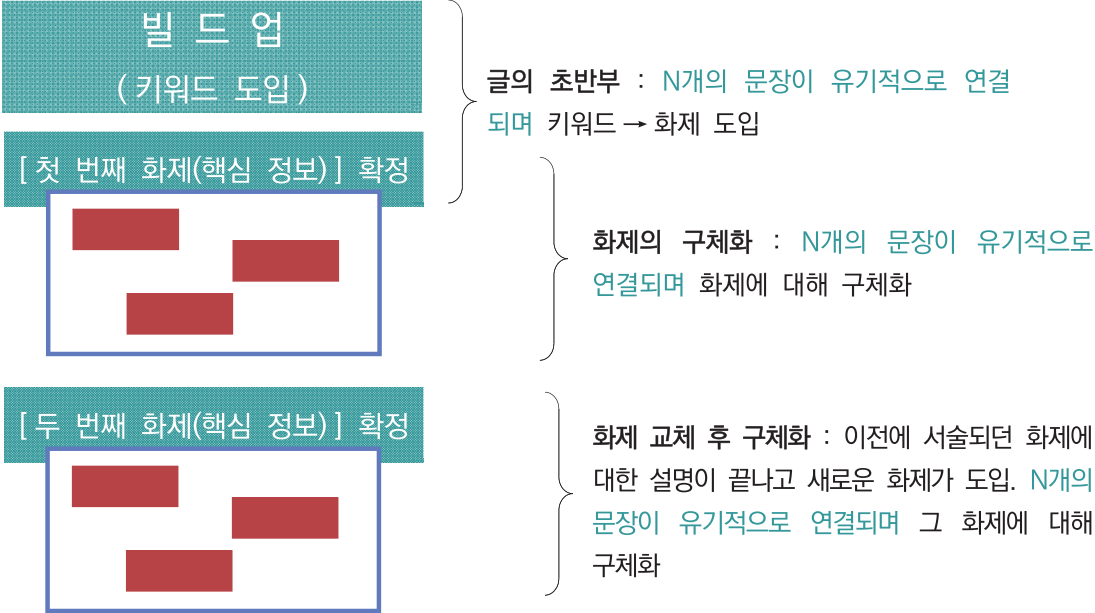 빌 드 업
( 키워드 도입 )
글의 초반부 : N개의 문장이 유기적으로 연결
되며 키워드 → 화제 도입
[ 첫 번째 화제(핵심 정보) ] 확정
화제의 구체화 : N개의 문장이 유기적으로
연결되며 화제에 대해 구체화
[ 두 번째 화제(핵심 정보) ] 확정
화제 교체 후 구체화 : 이전에 서술되던 화제에
대한 설명이 끝나고 새로운 화제가 도입. N개의
문장이 유기적으로 연결되며 그 화제에 대해
구체화